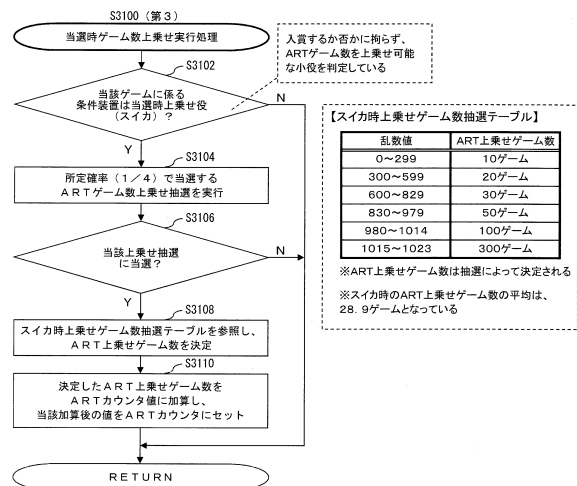 S3100（第３）
当選時ゲーム数上乗せ実行処理
入賞するか否かに拘らず、
ARTゲーム数を上乗せ可能
な小役を判定している
S3102
当該ゲームに係る
条件装置は当選時上乗せ役
（スイカ）？
N
Y
S3104
所定確率（１／４）で当選する
ＡＲＴゲーム数上乗せ抽選を実行
S3106
当該上乗せ抽選
に当選？
N
Y
S3108
スイカ時上乗せゲーム数抽選テーブルを参照し、
ＡＲＴ上乗せゲーム数を決定
S3110
決定したＡＲＴ上乗せゲーム数を
ＡＲＴカウンタ値に加算し、
当該加算後の値をＡＲＴカウンタにセット
ＲＥＴＵＲＮ
【スイカ時上乗せゲーム数抽選テーブル】
乱数値 ART上乗せゲーム数
0～299 10ゲーム
300～599 20ゲーム
600～829 30ゲーム
830～979 50ゲーム
980～1014 100ゲーム
1015～1023 300ゲーム
※ART上乗せゲーム数は抽選によって決定される
※スイカ時のART上乗せゲーム数の平均は、
28．9ゲームとなっている